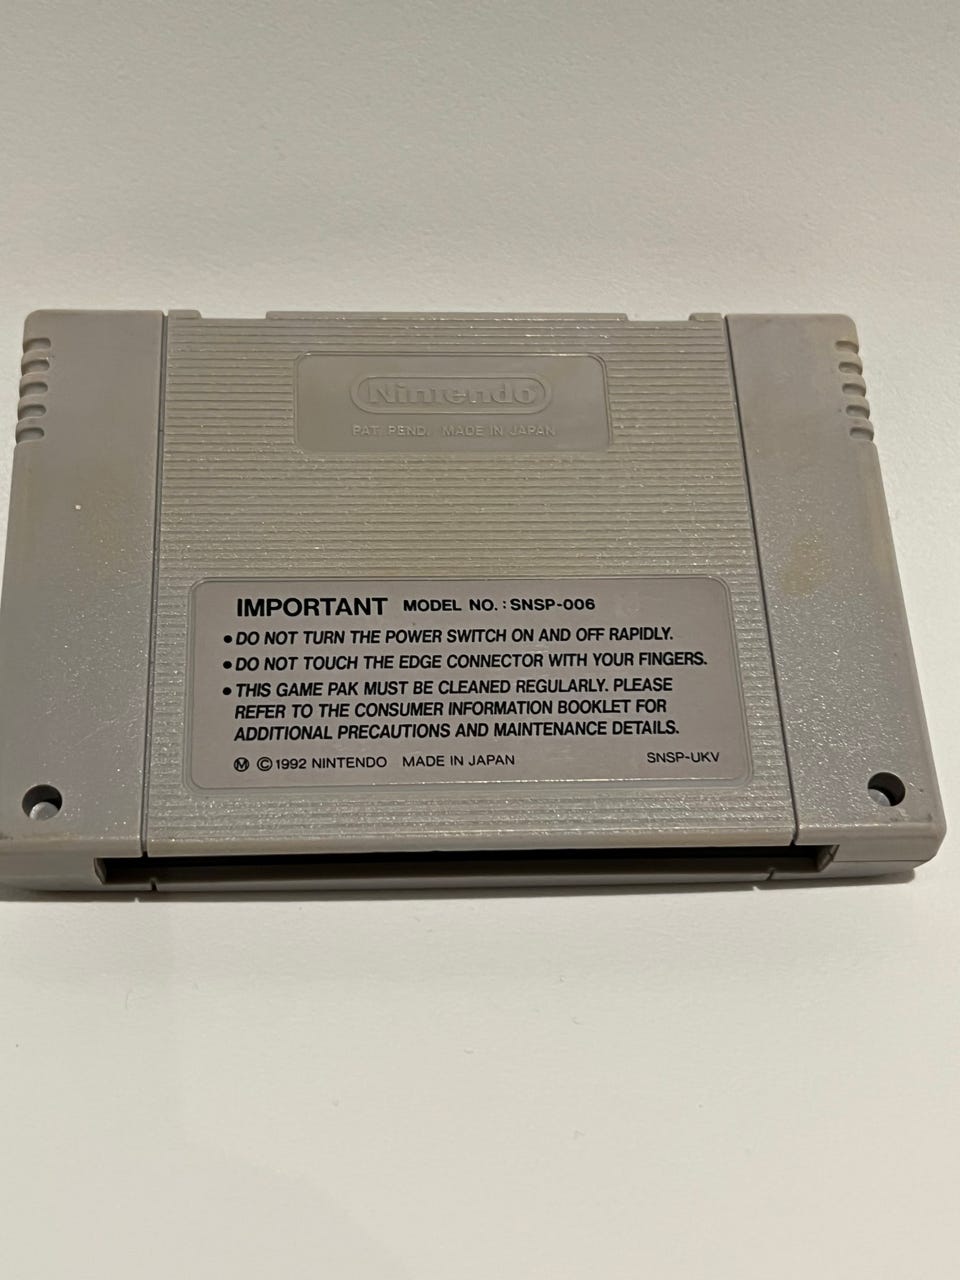 Nintendo
PAT. PEND. MADE IN JAPAN
IMPORTANT MODEL NO.: SNSP-006
• DO NOT TURN THE POWER SWITCH ON AND OFF RAPIDLY.
• DO NOT TOUCH THE EDGE CONNECTOR WITH YOUR FINGERS.
• THIS GAME PAK MUST BE CLEANED REGULARLY. PLEASE
REFER TO THE CONSUMER INFORMATION BOOKLET FOR
ADDITIONAL PRECAUTIONS AND MAINTENANCE DETAILS.
Ⓜ ©1992 NINTENDO MADE IN JAPAN SNSP-UKV